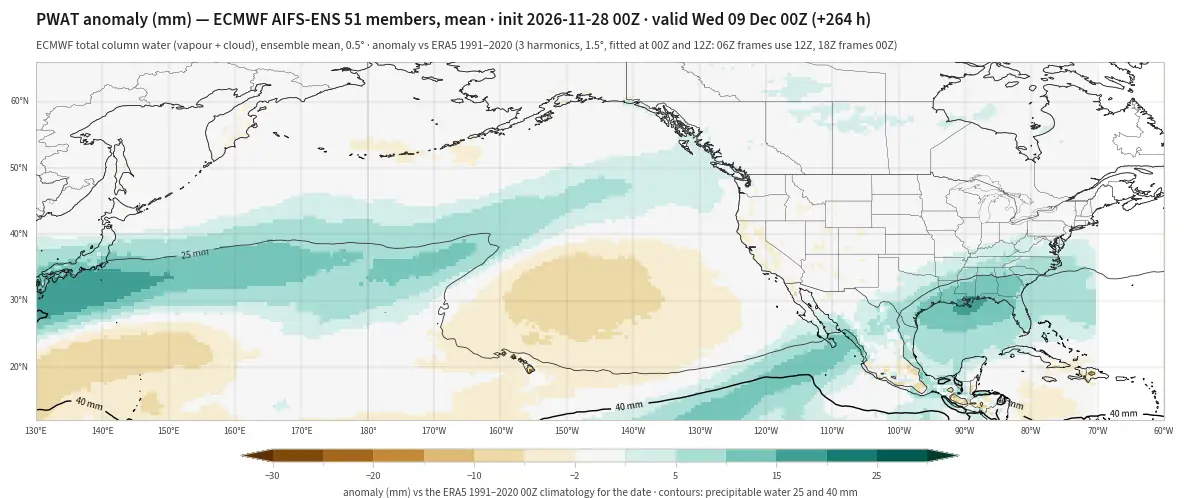 PWAT anomaly (mm) — ECMWF AIFS-ENS 51 members, mean · init 2026-11-28 00Z · valid Wed 09 Dec 00Z (+264 h)
ECMWF total column water (vapour + cloud), ensemble mean, 0.5° · anomaly vs ERA5 1991–2020 (3 harmonics, 1.5°, fitted at 00Z and 12Z: 06Z frames use 12Z, 18Z frames 00Z)
60°N
50°N
40°N
25 mm
30°N
20°N
40 mm
40 mm
mm
40 mm
130°E 140°E 150°E 160°E 170°E 180° 170°W 160°W 150°W 140°W 130°W 120°W 110°W 100°W 90°W 80°W 70°W 60°W
−30 −20 −10 −2 5 15 25
anomaly (mm) vs the ERA5 1991–2020 00Z climatology for the date · contours: precipitable water 25 and 40 mm